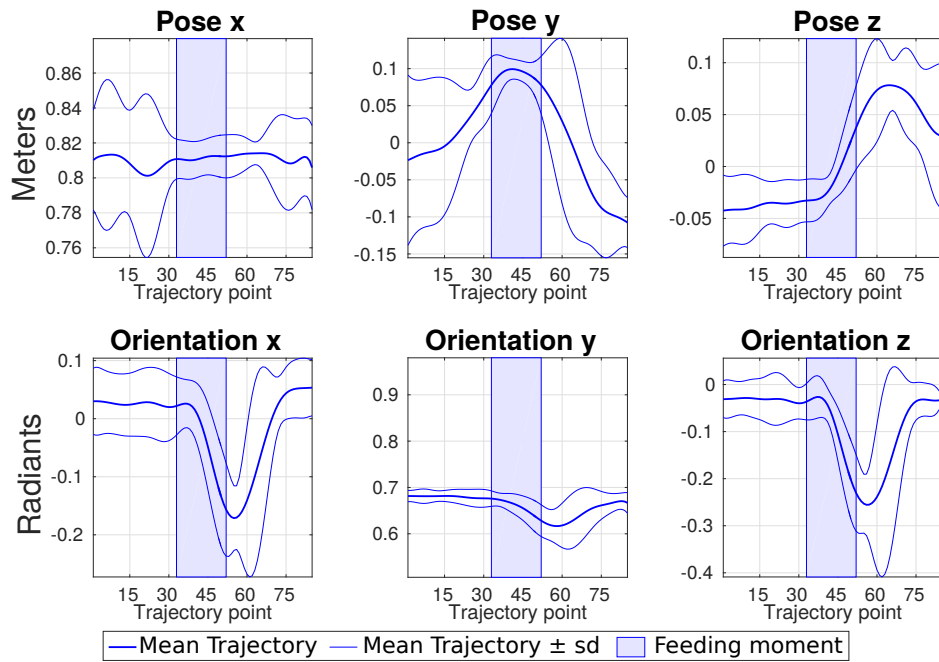 Pose x
Pose y
Pose z
Meters
0.86
0.84
0.82
0.8
0.78
0.76
0.1
0.05
0
-0.05
-0.1
-0.15
0.1
0.05
0
-0.05
15 30 45 60 75
15 30 45 60 75
15 30 45 60 75
Trajectory point
Trajectory point
Trajectory point
Orientation x
Orientation y
Orientation z
Radiants
0.1
0
-0.1
-0.2
0.9
0.8
0.7
0.6
0
-0.1
-0.2
-0.3
-0.4
15 30 45 60 75
15 30 45 60 75
15 30 45 60 75
Trajectory point
Trajectory point
Trajectory point
Mean Trajectory Mean Trajectory ± sd Feeding moment